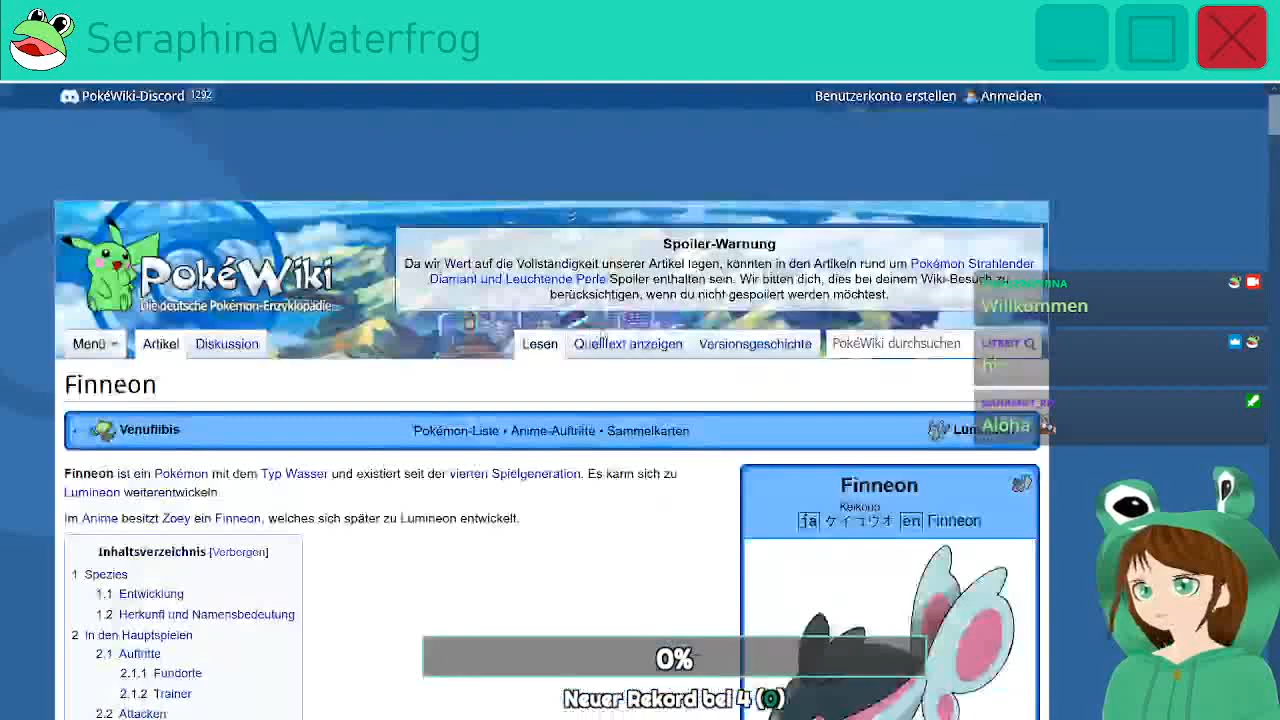 Seraphina Waterfrog
PokéWiki-Discord 1292
Benutzerkonto erstellen Anmelden
Spoiler-Warnung
Da wir Wert auf die Vollständigkeit unserer Artikel legen, könnten in den Artikeln rund um Pokémon Strahlender
Diamant und Leuchtende Perle Spoiler enthalten sein. Wir bitten dich, dies bei deinem Wiki-Besuch zu
berücksichtigen, wenn du nicht gespoilert werden möchtest.
PokéWiki
Die deutsche Pokémon-Enzyklopädie
Willkommen
Menü Artikel Diskussion Lesen Quelltext anzeigen Versionsgeschichte PokéWiki durchsuchen
hi
Finneon
Aloha
Venuflibis Pokémon-Liste • Anime-Auftritte • Sammelkarten
Finneon ist ein Pokémon mit dem Typ Wasser und existiert seit der vierten Spielgeneration. Es kann sich zu
Lumineon weiterentwickeln
Im Anime besitzt Zoey ein Finneon, welches sich später zu Lumineon entwickelt.
Finneon
ja ケイコウオ en Finneon
Inhaltsverzeichnis [Verbergen]
1 Spezies
1.1 Entwicklung
1.2 Herkunft und Namensbedeutung
2 In den Hauptspielen
2.1 Auftritte
2.1.1 Fundorte
2.1.2 Trainer
2.2 Attacken
0%
Neuer Rekord bei 4 (0)